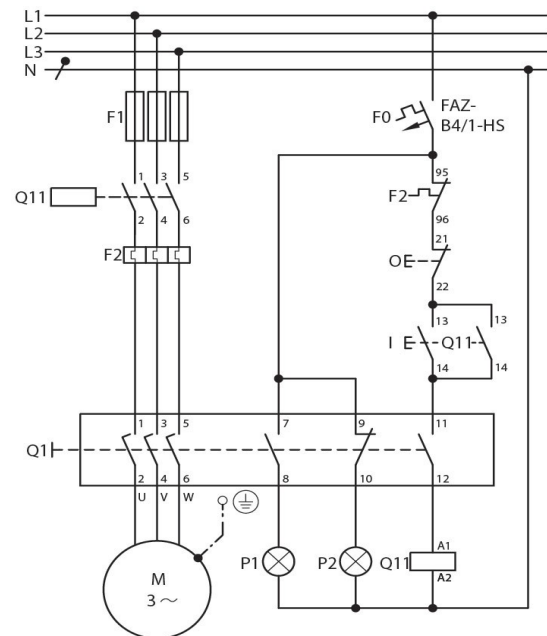 L1
L2
L3
N
F1
F0
FAZ-
B4/1-HS
1 3 5
Q11
2 4 6
F2
95
F2
96
21
O
22
13 13
I Q11
14 14
1 3 5 7 9 11
Q1
2 4 6 8 10 12
U V W
M
3 ~
P1 P2 Q11
A1
A2